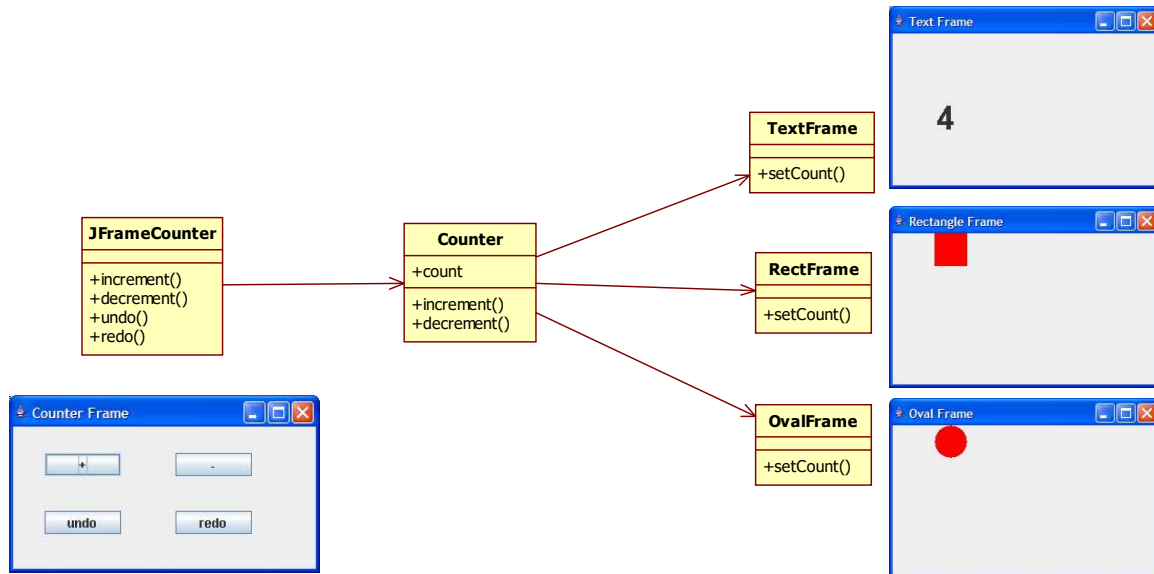 Text Frame
4
TextFrame
+setCount()
JFrameCounter
+increment()
+decrement()
+undo()
+redo()
Counter
+count
+increment()
+decrement()
Rectangle Frame
RectFrame
+setCount()
Counter Frame
+
-
undo
redo
OvalFrame
+setCount()
Oval Frame